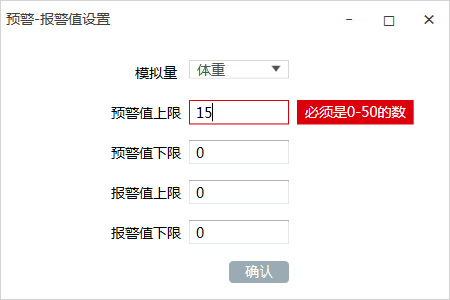 预警-报警值设置
模拟量 体重
预警值上限 15 必须是0-50的数
预警值下限 0
报警值上限 0
报警值下限 0
确认